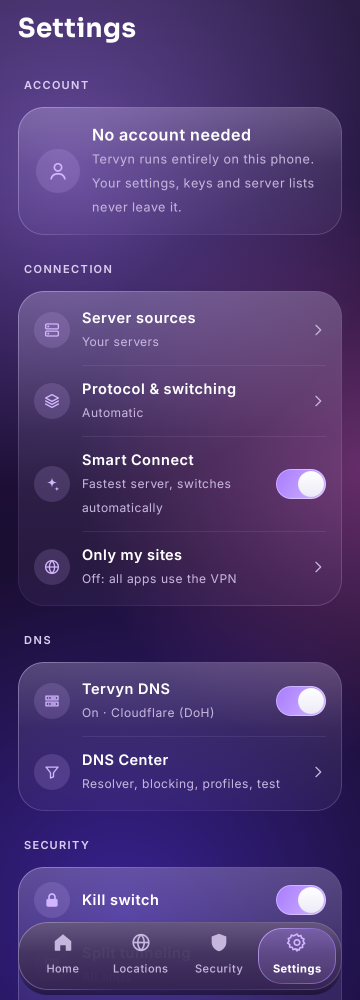 Settings
ACCOUNT
No account needed
Tervyn runs entirely on this phone.
Your settings, keys and server lists
never leave it.
CONNECTION
Server sources
Your servers
Protocol & switching
Automatic
Smart Connect
Fastest server, switches
automatically
Only my sites
Off: all apps use the VPN
DNS
Tervyn DNS
On · Cloudflare (DoH)
DNS Center
Resolver, blocking, profiles, test
SECURITY
Kill switch
Split tunneling
Home
Locations
Security
Settings